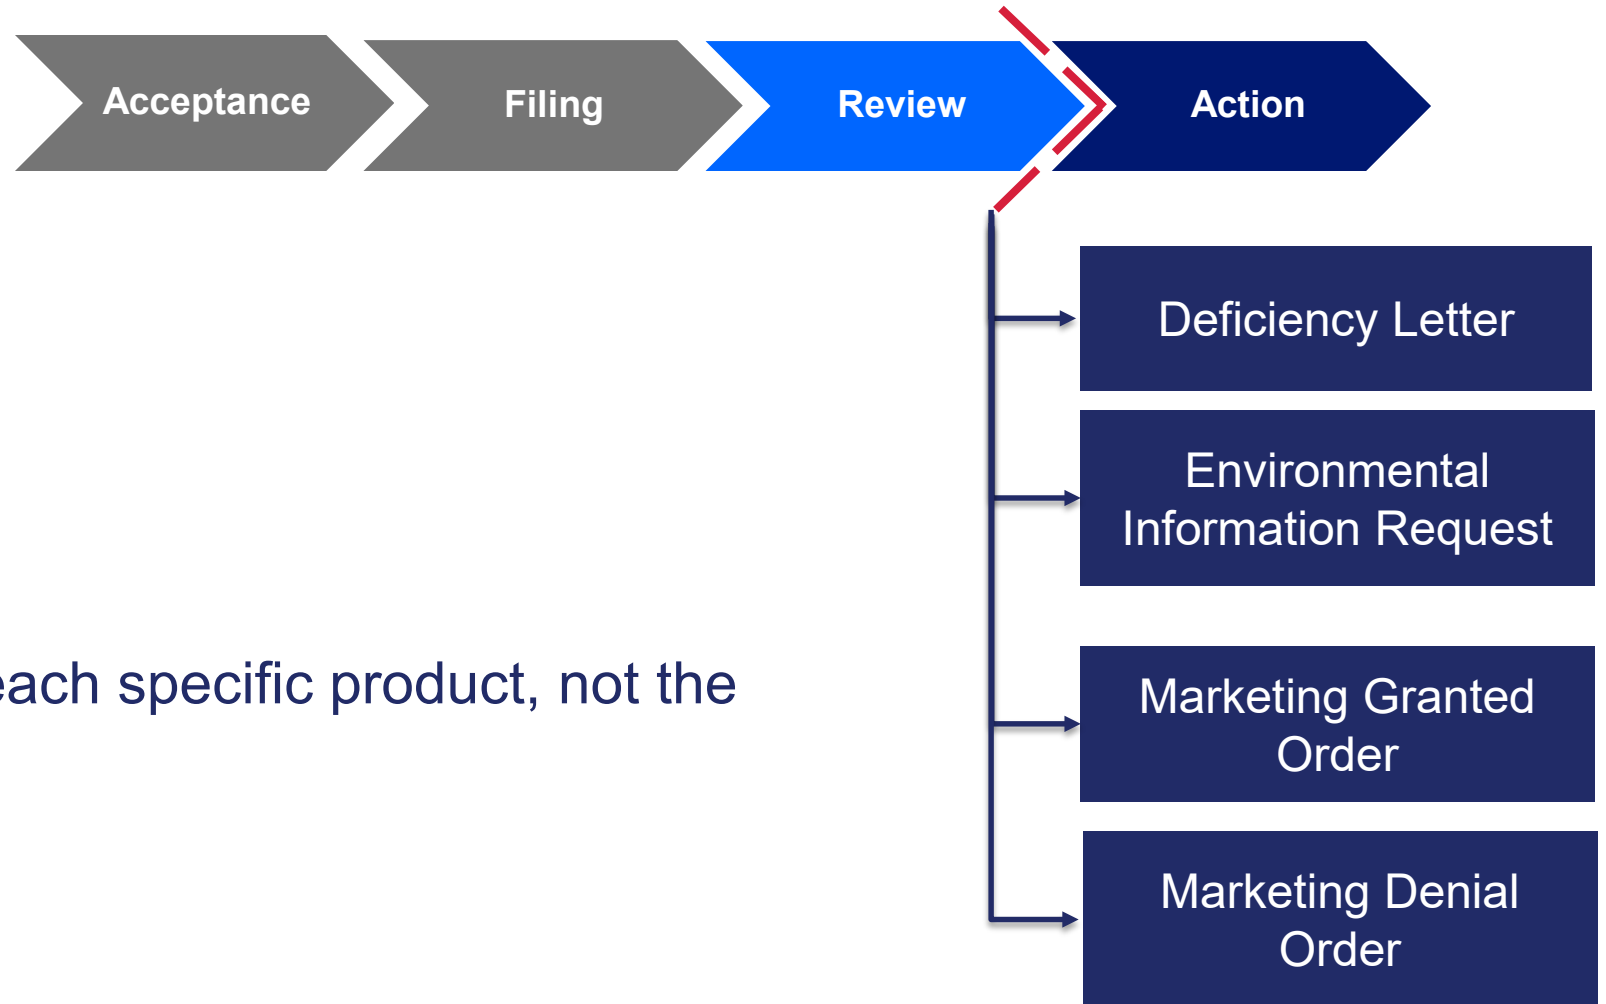 Acceptance
Filing
Review
Action
Deficiency Letter
Environmental
Information Request
each specific product, not the
Marketing Granted
Order
Marketing Denial
Order